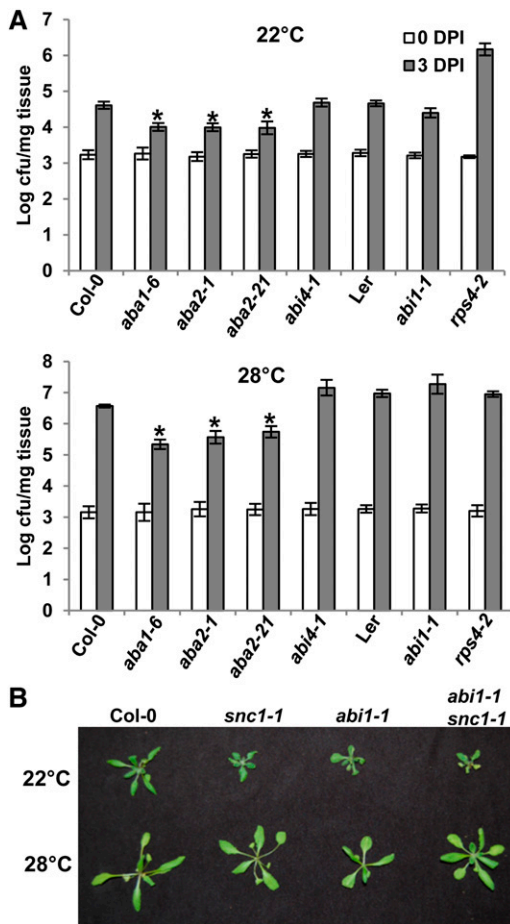 A
22°C
0 DPI
3 DPI
Log cfu/mg tissue
7
6
5
4
3
2
1
0
* * *
Col-0 aba1-6 aba2-1 aba2-21 abi4-1 Ler abi1-1 rps4-2
28°C
Log cfu/mg tissue
8
7
6
5
4
3
2
1
0
* * *
Col-0 aba1-6 aba2-1 aba2-21 abi4-1 Ler abi1-1 rps4-2
B
Col-0 snc1-1 abi1-1 abi1-1 snc1-1
22°C
28°C